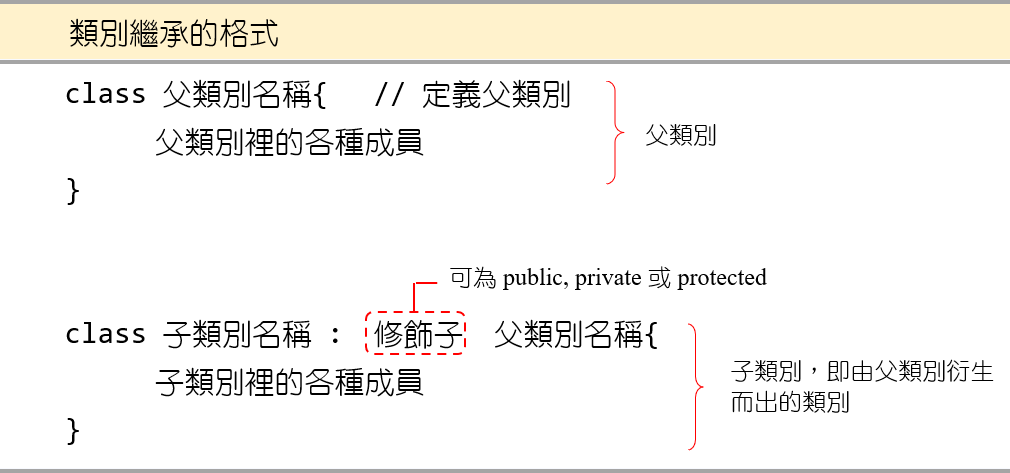 類別繼承的格式
class 父類別名稱{ // 定義父類別
父類別裡的各種成員
}
父類別
可為 public, private 或 protected
class 子類別名稱 : 修飾子 父類別名稱{
子類別裡的各種成員
}
子類別，即由父類別衍生
而出的類別